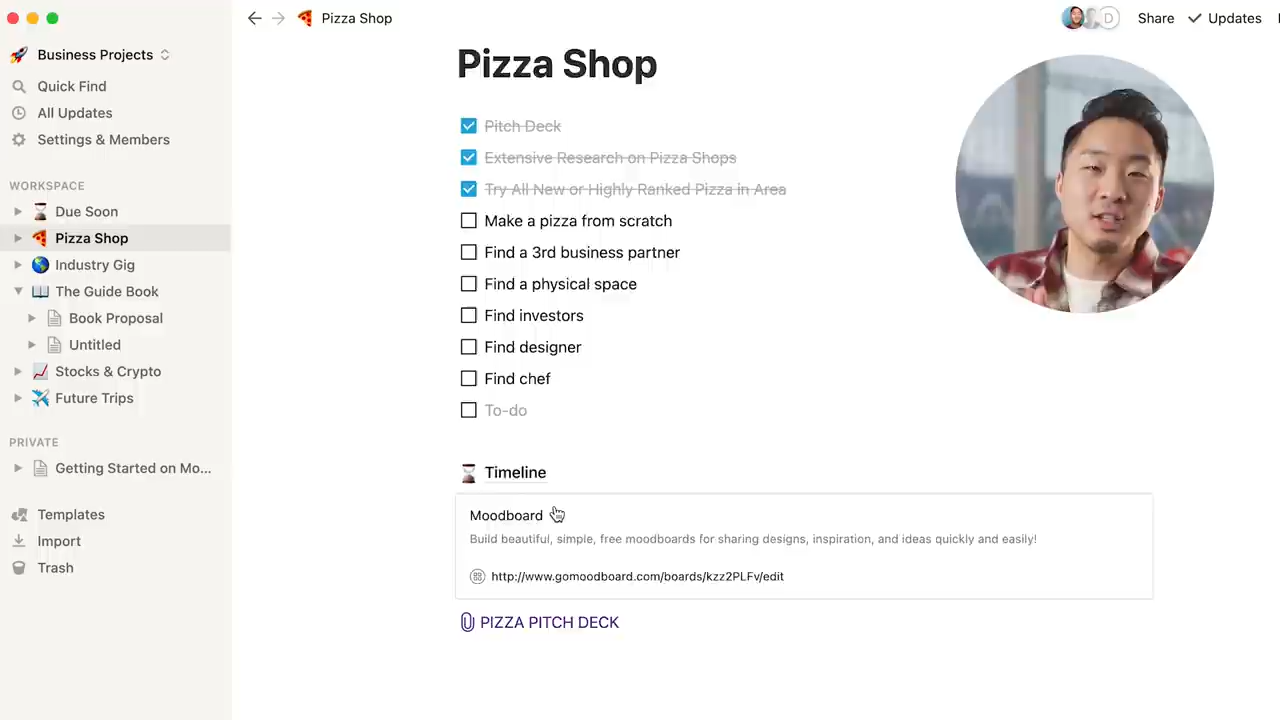 Pizza Shop
D
Share
Updates
Business Projects
Quick Find
All Updates
Settings & Members
WORKSPACE
Due Soon
Pizza Shop
Industry Gig
The Guide Book
Book Proposal
Untitled
Stocks & Crypto
Future Trips
PRIVATE
Getting Started on Mo...
Templates
Import
Trash
Pizza Shop
Pitch Deck
Extensive Research on Pizza Shops
Try All New or Highly Ranked Pizza in Area
Make a pizza from scratch
Find a 3rd business partner
Find a physical space
Find investors
Find designer
Find chef
To-do
Timeline
Moodboard
Build beautiful, simple, free moodboards for sharing designs, inspiration, and ideas quickly and easily!
http://www.gomoodboard.com/boards/kzz2PLFv/edit
PIZZA PITCH DECK